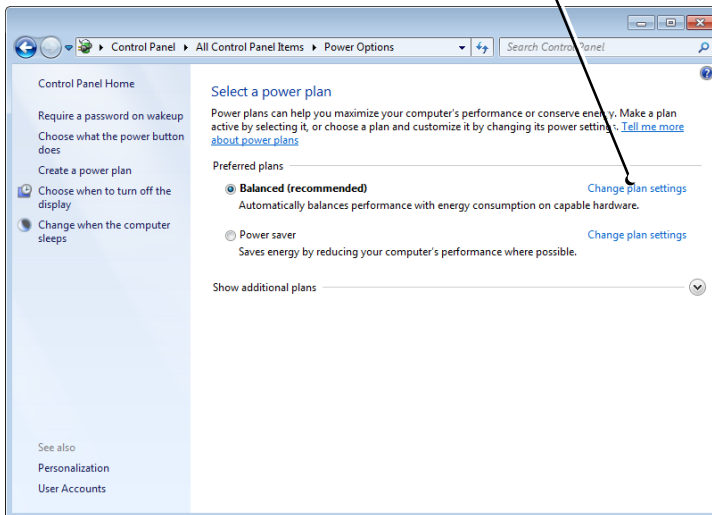 Control Panel ▸ All Control Panel Items ▸ Power Options
Search Control Panel
Control Panel Home
Require a password on wakeup
Choose what the power button
does
Create a power plan
Choose when to turn off the
display
Change when the computer
sleeps
See also
Personalization
User Accounts
Select a power plan
Power plans can help you maximize your computer's performance or conserve energy. Make a plan
active by selecting it, or choose a plan and customize it by changing its power settings. Tell me more
about power plans
Preferred plans
Balanced (recommended) Change plan settings
Automatically balances performance with energy consumption on capable hardware.
Power saver Change plan settings
Saves energy by reducing your computer's performance where possible.
Show additional plans